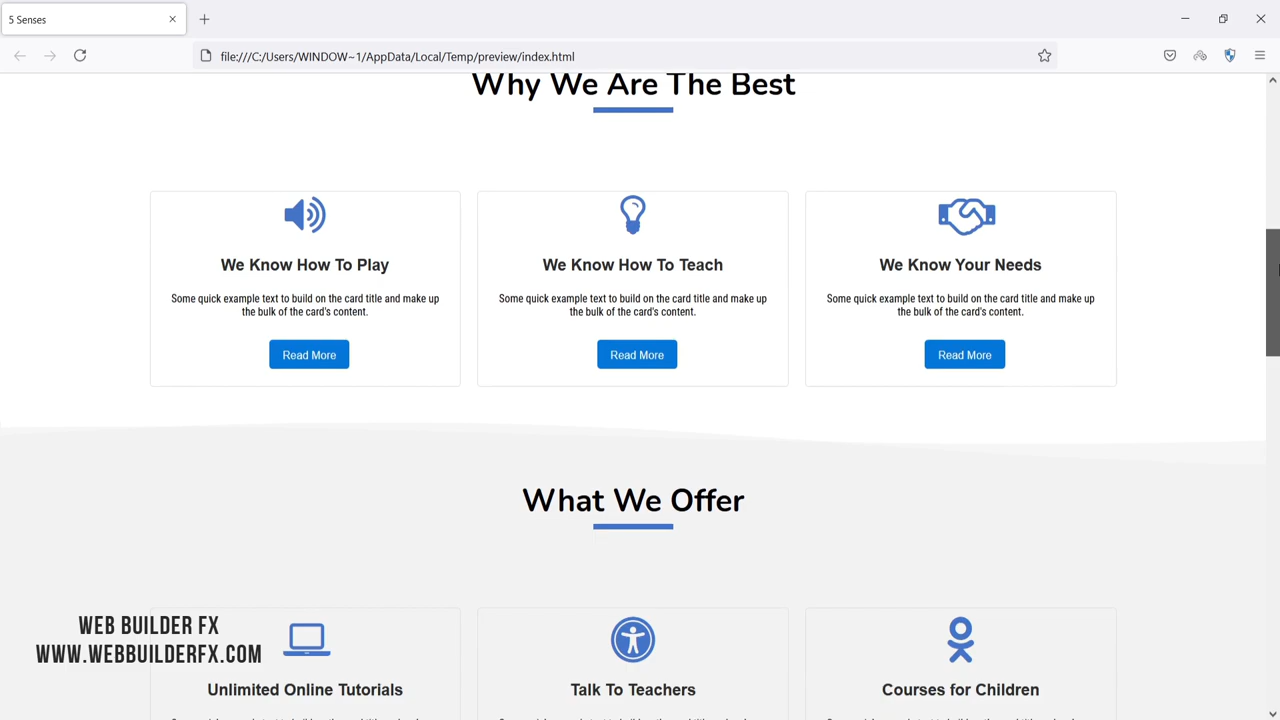 5 Senses
file:///C:/Users/WINDOW~1/AppData/Local/Temp/preview/index.html
Why We Are The Best
We Know How To Play
Some quick example text to build on the card title and make up
the bulk of the card's content.
Read More
We Know How To Teach
Some quick example text to build on the card title and make up
the bulk of the card's content.
Read More
We Know Your Needs
Some quick example text to build on the card title and make up
the bulk of the card's content.
Read More
What We Offer
Unlimited Online Tutorials
Talk To Teachers
Courses for Children
WEB BUILDER FX
WWW.WEBBUILDERFX.COM